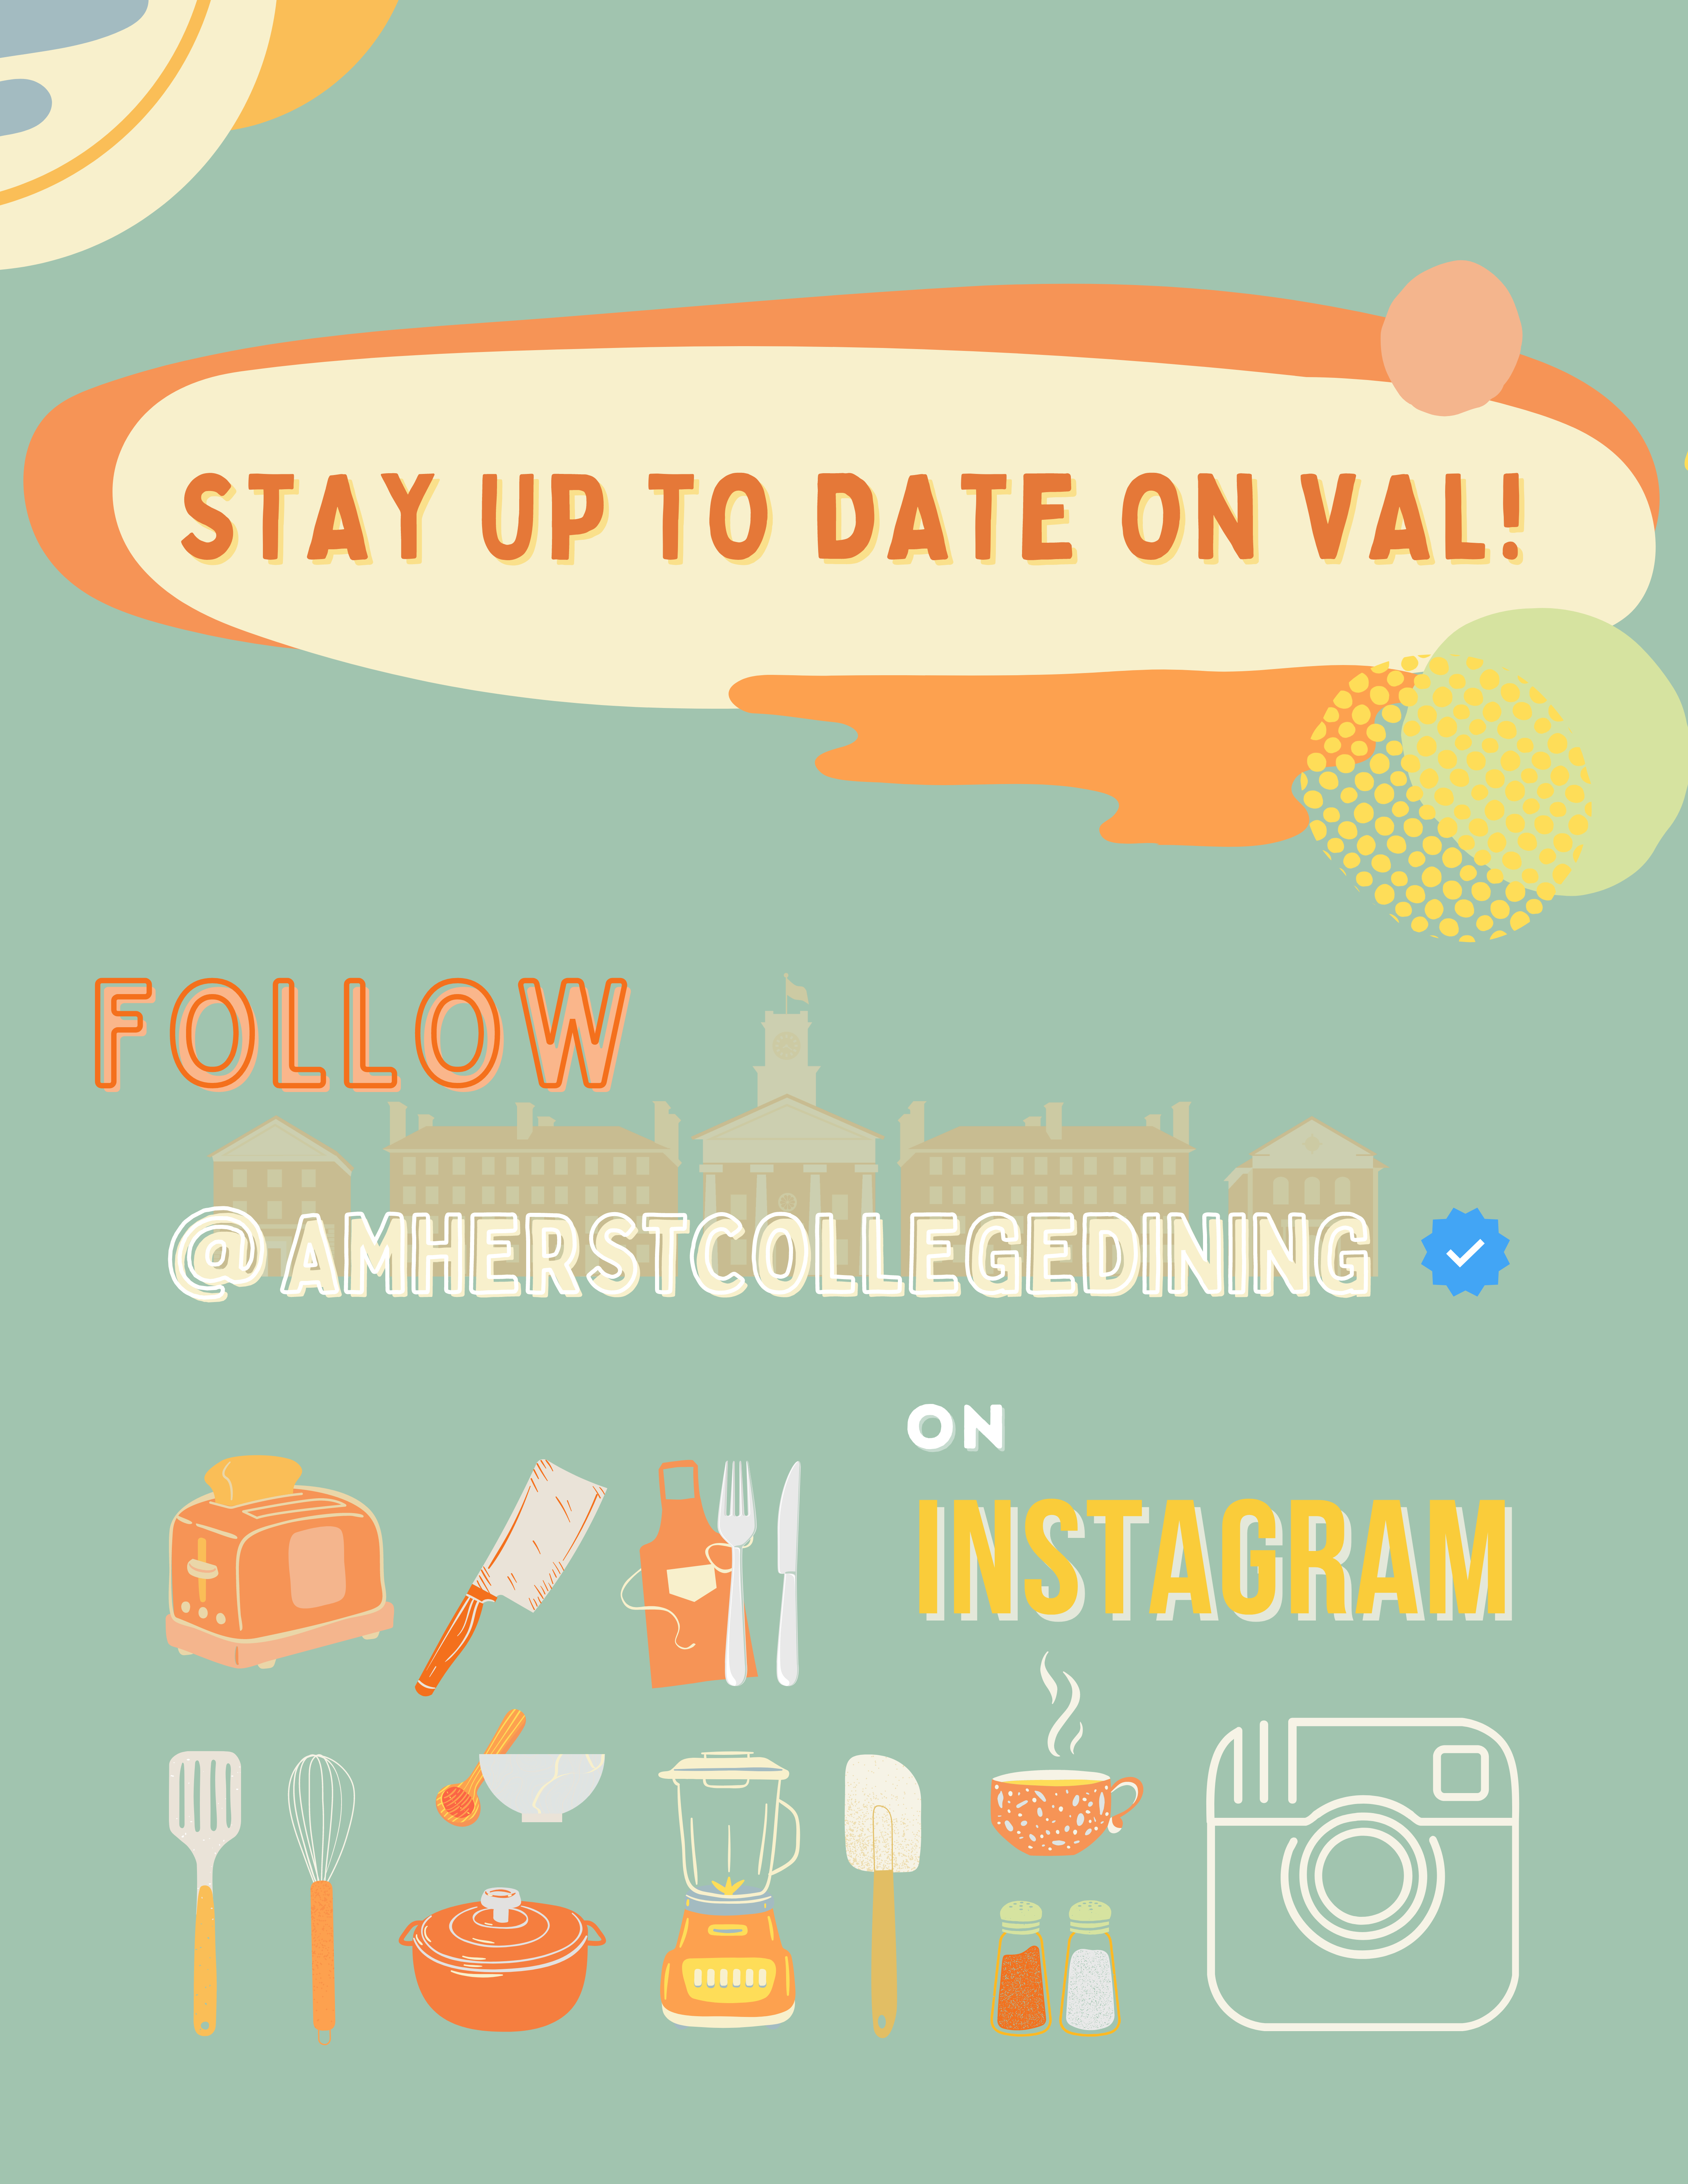 STAY UP TO DATE ON VAL!
FOLLOW
@AMHERSTCOLLEGEDINING
ON
INSTAGRAM